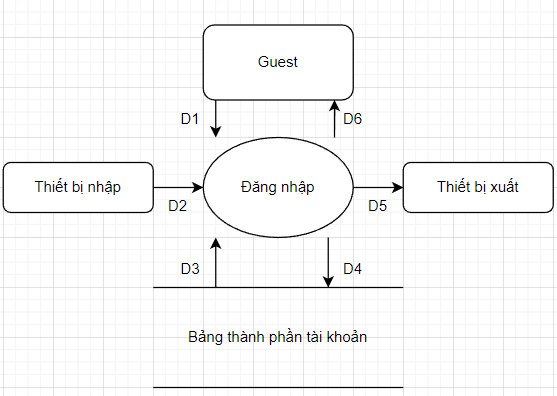 Guest
D1
D6
Thiết bị nhập
Đăng nhập
Thiết bị xuất
D2
D5
D3
D4
Bảng thành phần tài khoản